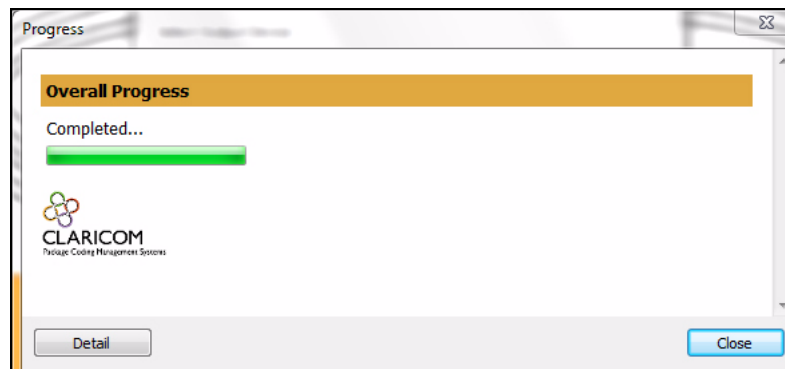 Progress
Overall Progress
Completed...
CLARICOM
Package Coding Management Systems
Detail
Close